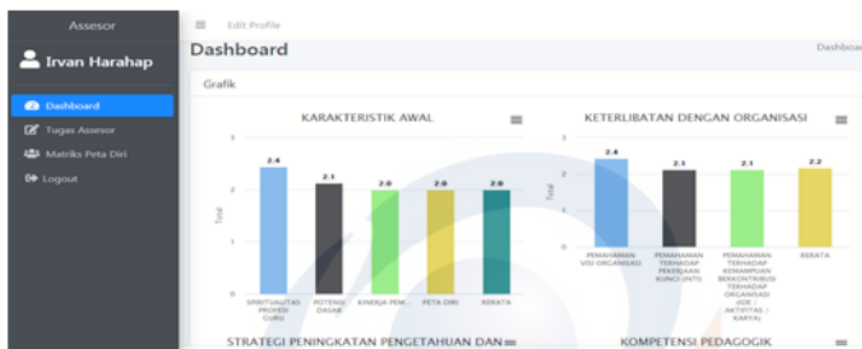 Assesor
Edit Profile
Irvan Harahap
Dashboard
Dashboar
Grafik
Dashboard
Tugas Assesor
Matriks Peta Diri
Logout
KARAKTERISTIK AWAL
3
2.4
2.1
2.0
2.0
2.0
2
Total
1
0
SPIRITUALITAS
PROFESI
GURU
POTENSI
DASAR
KINERJA PEM...
PETA DIRI
RERATA
KETERLIBATAN DENGAN ORGANISASI
3
2.4
2.1
2.1
2.2
2
Total
1
0
PEMAHAMAN
VISI ORGANISASI
PEMAHAMAN
TERHADAP
PEKERJAAN
KUNCI (INTI)
PEMAHAMAN
TERHADAP
KEMAMPUAN
BERKONTRIBUSI
TERHADAP
ORGANISASI
(IDE /
AKTIFITAS /
KARYA)
RERATA
STRATEGI PENINGKATAN PENGETAHUAN DAN
KOMPETENSI PEDAGOGIK